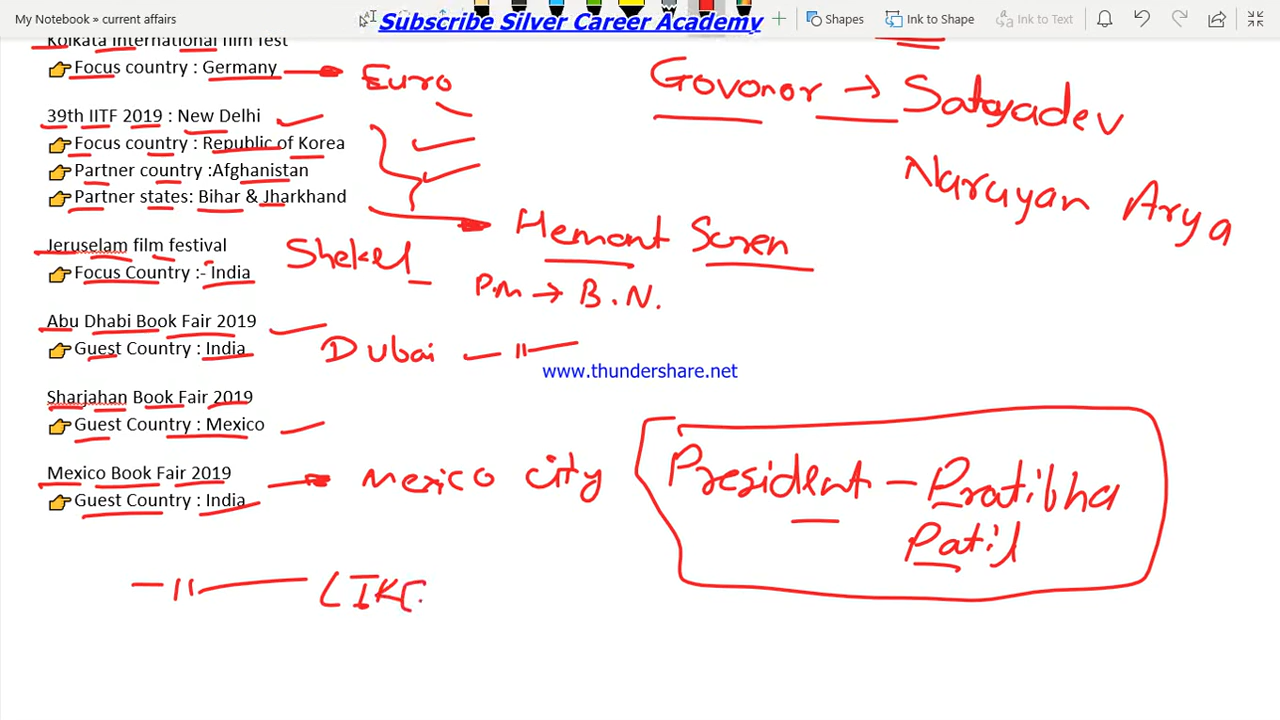 My Notebook » current affairs
Subscribe Silver Career Academy
Shapes
Ink to Shape
Ink to Text
Kolkata International film fest
👉 Focus country : Germany
Euro
Govonor → Satayadev
Narayan Arya
39th IITF 2019 : New Delhi
👉 Focus country : Republic of Korea
👉 Partner country :Afghanistan
👉 Partner states: Bihar & Jharkhand
Hemant Soren
Jeruselam film festival
👉 Focus Country :- India
Shekel
P.M → B.N.
Abu Dhabi Book Fair 2019
👉 Guest Country : India
Dubai — 11 —
www.thundershare.net
Sharjahan Book Fair 2019
👉 Guest Country : Mexico
Mexico Book Fair 2019
👉 Guest Country : India
Mexico city
President – Pratibha
Patil
— 11 —